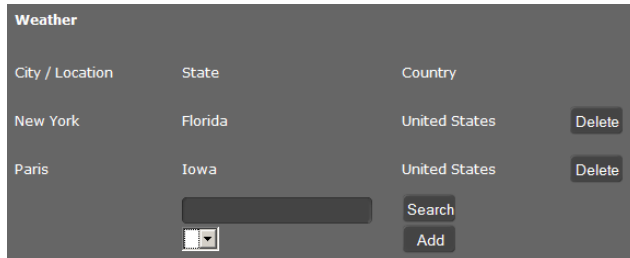 Weather
City / Location State Country
New York Florida United States Delete
Paris Iowa United States Delete
Search
Add